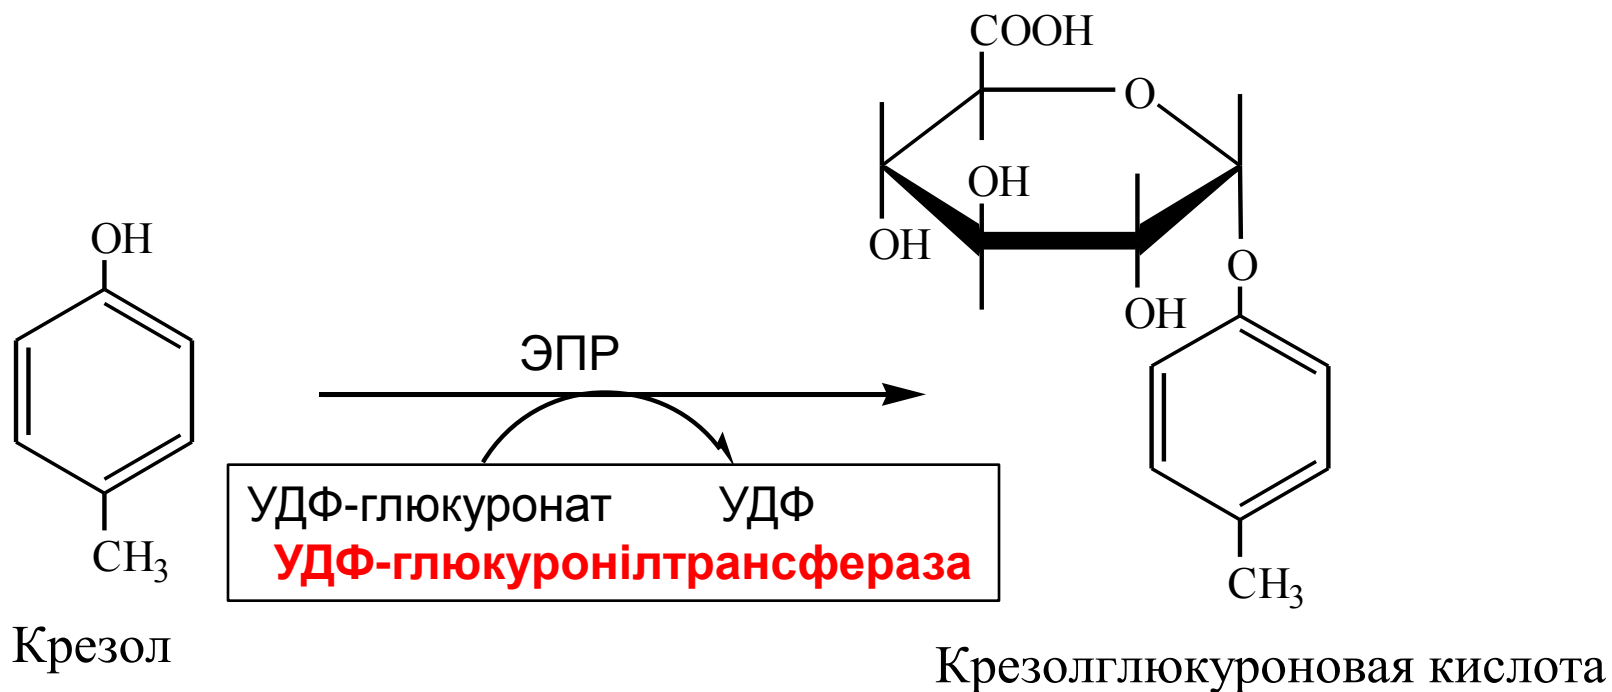 COOH
O
OH
OH
OH
O
OH
ЭПР
УДФ-глюкуронат УДФ
УДФ-глюкуронілтрансфераза
CH3
CH3
Крезол
Крезолглюкуроновая кислота